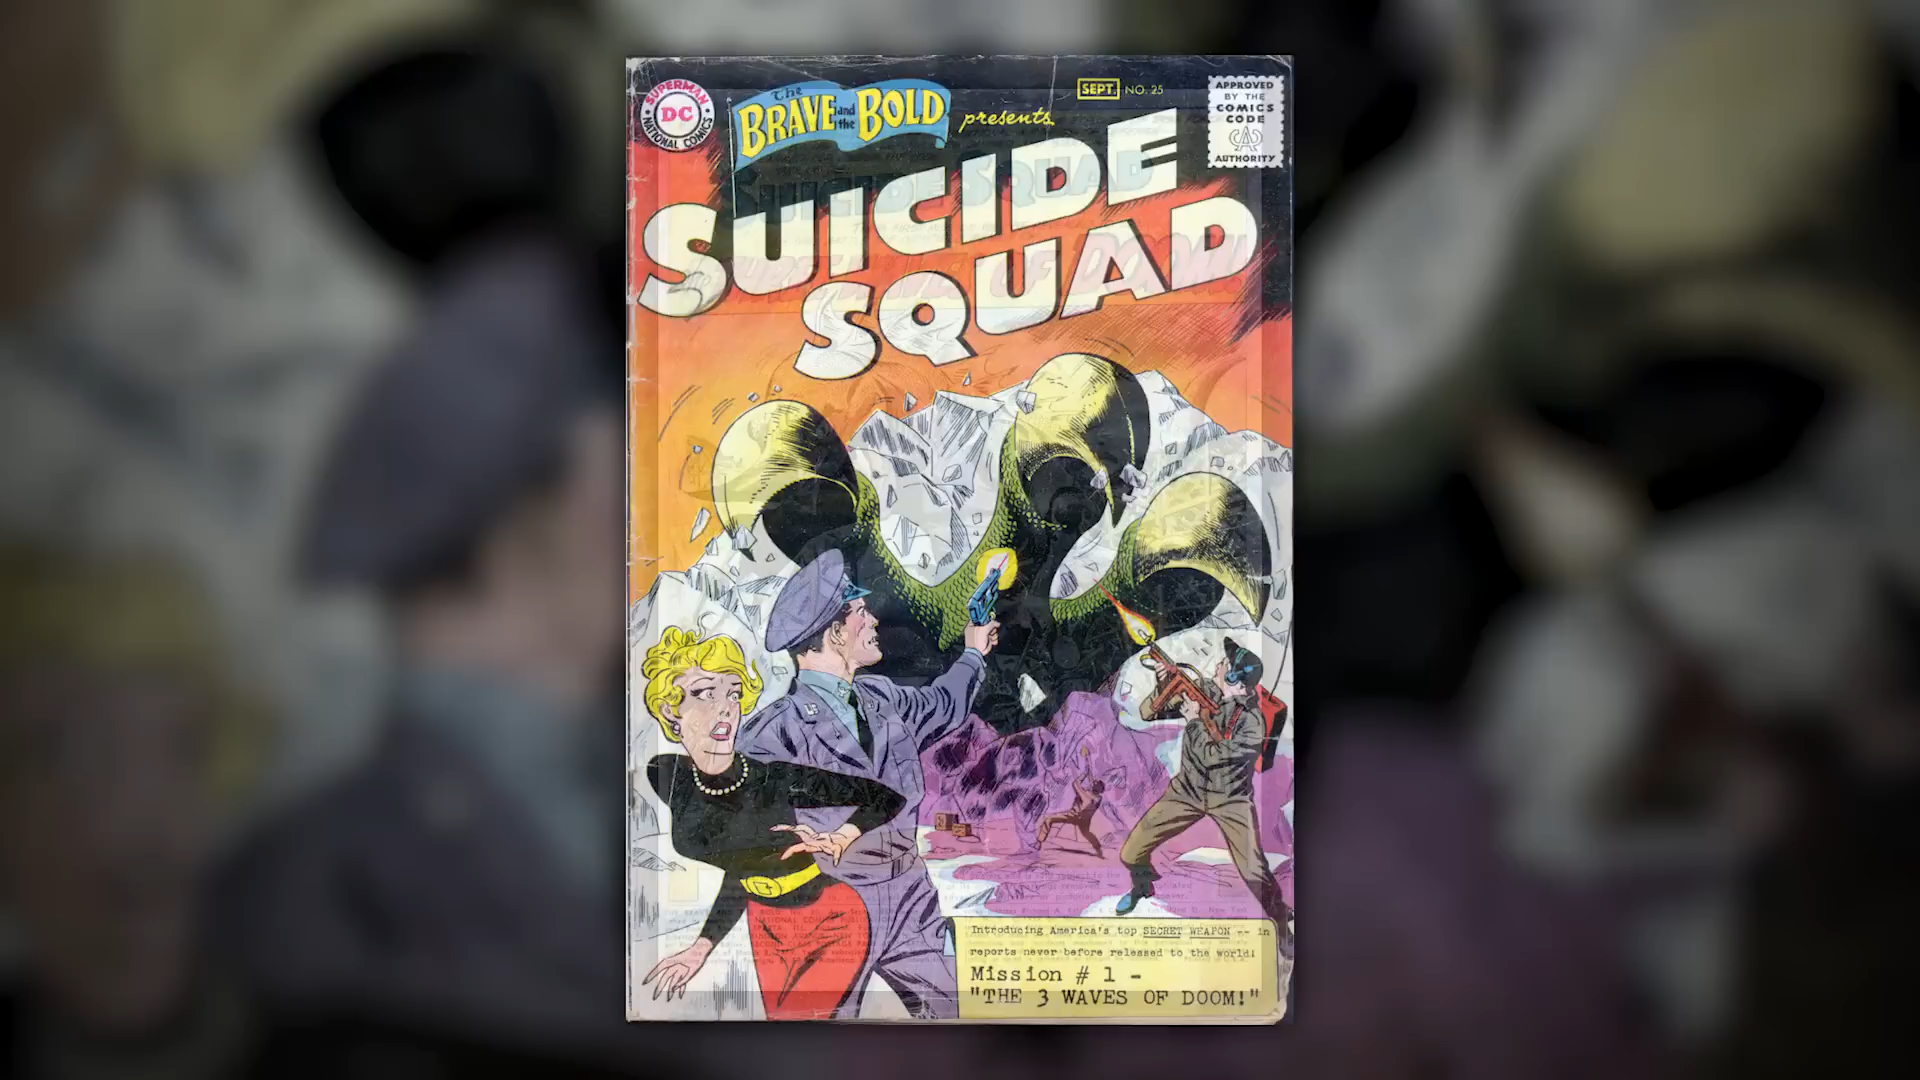 SUPERMAN
DC
NATIONAL COMICS
The
BRAVE and the BOLD
presents
SEPT. NO. 25
APPROVED
BY THE
COMICS
CODE
CA
AUTHORITY
SUICIDE
SQUAD
Introducing America's top SECRET WEAPON -- in
reports never before released to the world!
Mission # 1 -
"THE 3 WAVES OF DOOM!"